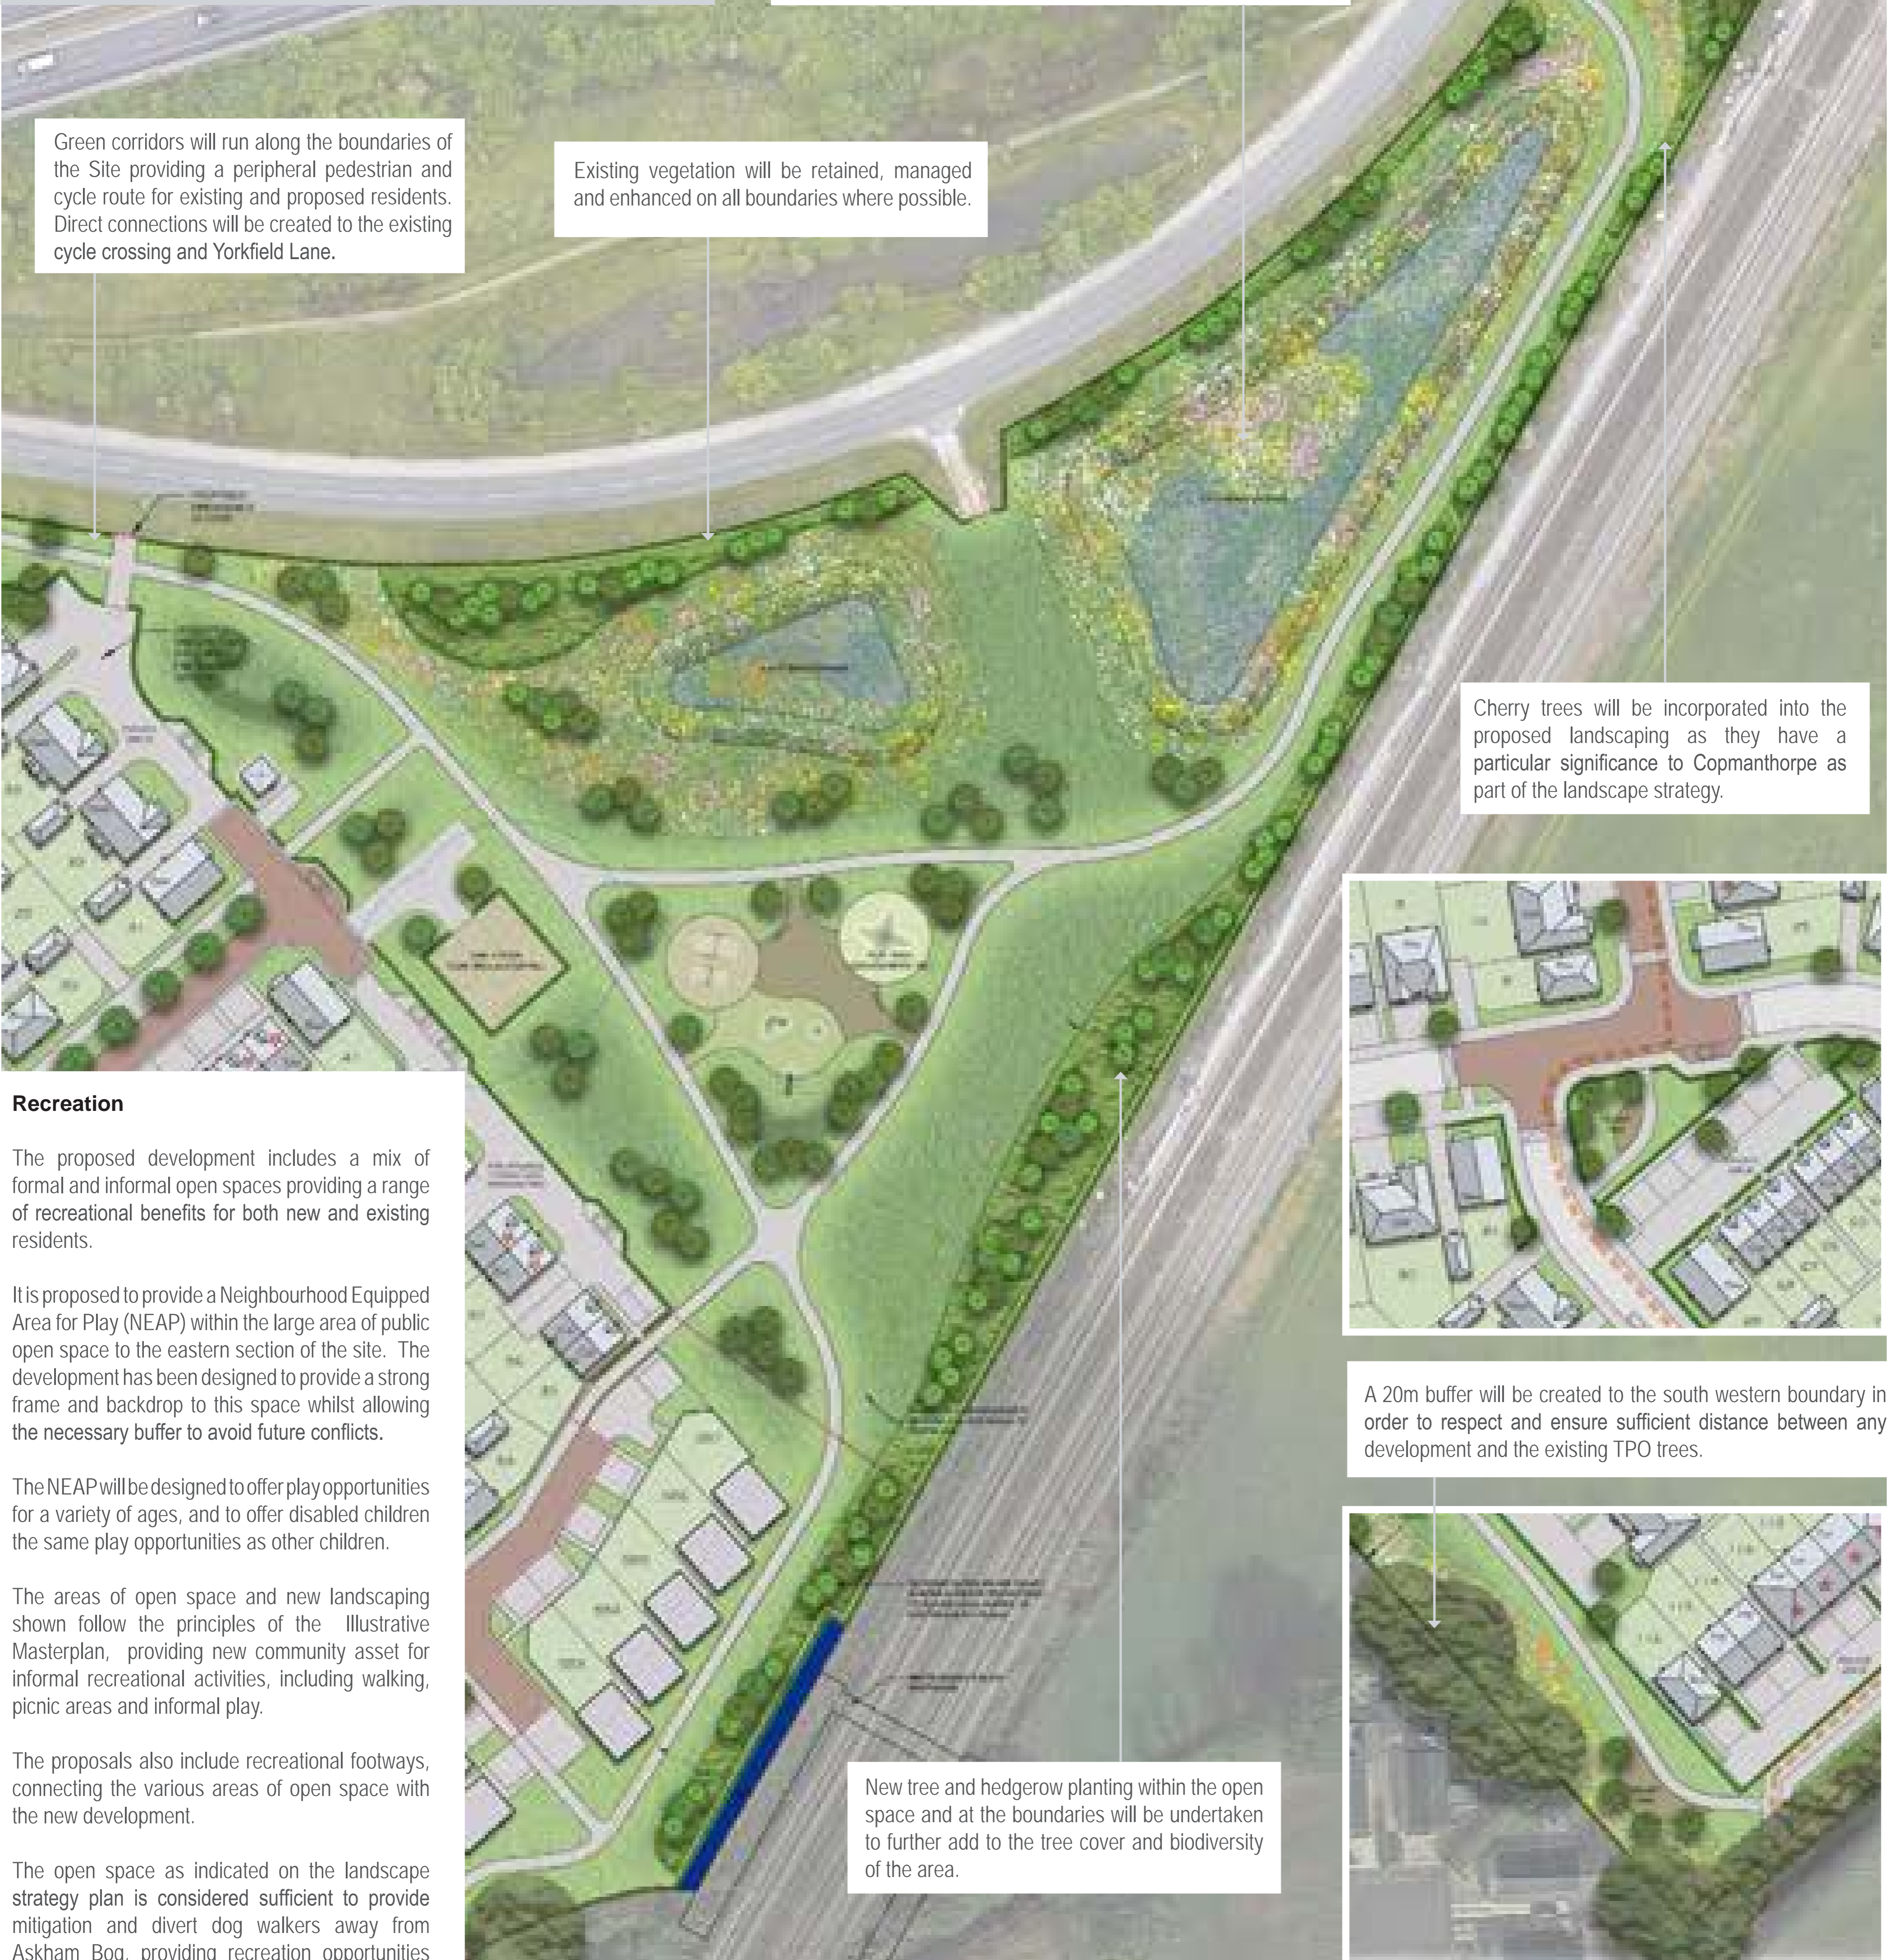 Green corridors will run along the boundaries of
the Site providing a peripheral pedestrian and
cycle route for existing and proposed residents.
Direct connections will be created to the existing
cycle crossing and Yorkfield Lane.
Existing vegetation will be retained, managed
and enhanced on all boundaries where possible.
Cherry trees will be incorporated into the
proposed landscaping as they have a
particular significance to Copmanthorpe as
part of the landscape strategy.
Recreation
The proposed development includes a mix of
formal and informal open spaces providing a range
of recreational benefits for both new and existing
residents.
It is proposed to provide a Neighbourhood Equipped
Area for Play (NEAP) within the large area of public
open space to the eastern section of the site. The
development has been designed to provide a strong
frame and backdrop to this space whilst allowing
the necessary buffer to avoid future conflicts.
The NEAP will be designed to offer play opportunities
for a variety of ages, and to offer disabled children
the same play opportunities as other children.
The areas of open space and new landscaping
shown follow the principles of the Illustrative
Masterplan, providing new community asset for
informal recreational activities, including walking,
picnic areas and informal play.
The proposals also include recreational footways,
connecting the various areas of open space with
the new development.
The open space as indicated on the landscape
strategy plan is considered sufficient to provide
mitigation and divert dog walkers away from
Askham Bog, providing recreation opportunities
A 20m buffer will be created to the south western boundary in
order to respect and ensure sufficient distance between any
development and the existing TPO trees.
New tree and hedgerow planting within the open
space and at the boundaries will be undertaken
to further add to the tree cover and biodiversity
of the area.